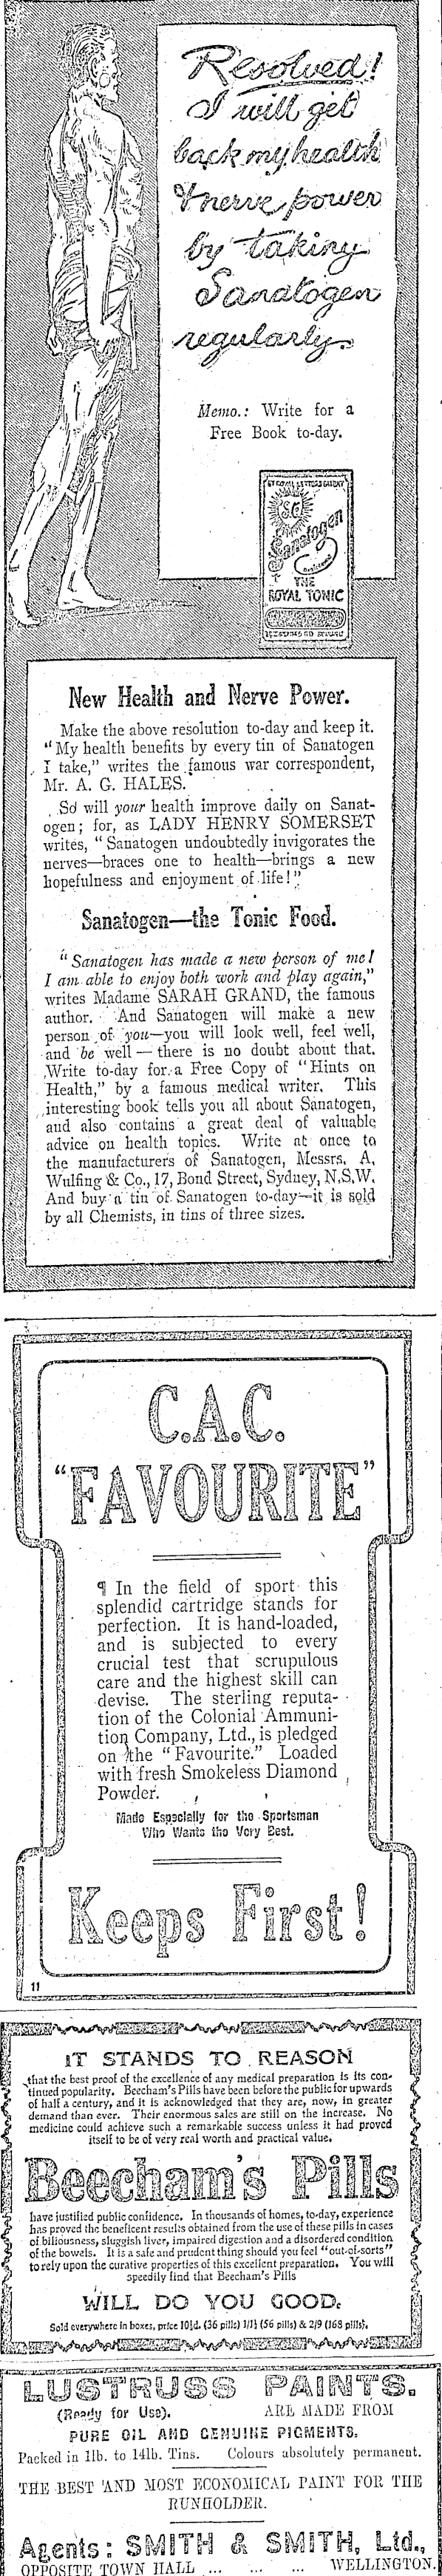 Resolved!
I will get
back my health
& nerve power
by taking
Sanatogen
regularly.
Memo.: Write for a
Free Book to-day.
BY ROYAL LETTERS PATENT
S.G.
Sanatogen
THE
ROYAL TONIC
New Health and Nerve Power.
Make the above resolution to-day and keep it.
"My health benefits by every tin of Sanatogen
I take," writes the famous war correspondent,
Mr. A. G. HALES.
So will your health improve daily on Sanat-
ogen; for, as LADY HENRY SOMERSET
writes, "Sanatogen undoubtedly invigorates the
nerves—braces one to health—brings a new
hopefulness and enjoyment of life!"
Sanatogen—the Tonic Food.
"Sanatogen has made a new person of me!
I am able to enjoy both work and play again,"
writes Madame SARAH GRAND, the famous
author. And Sanatogen will make a new
person of you—you will look well, feel well,
and be well—there is no doubt about that.
Write to-day for a Free Copy of "Hints on
Health," by a famous medical writer. This
interesting book tells you all about Sanatogen,
and also contains a great deal of valuable
advice on health topics. Write at once to
the manufacturers of Sanatogen, Messrs. A.
Wulfing & Co., 17, Bond Street, Sydney, N.S.W.
And buy a tin of Sanatogen to-day—it is sold
by all Chemists, in tins of three sizes.
C.A.C.
"FAVOURITE"
¶ In the field of sport this
splendid cartridge stands for
perfection. It is hand-loaded,
and is subjected to every
crucial test that scrupulous
care and the highest skill can
devise. The sterling reputa-
tion of the Colonial Ammuni-
tion Company, Ltd., is pledged
on the "Favourite." Loaded
with fresh Smokeless Diamond
Powder.
Made Especially for the Sportsman
Who Wants the Very Best.
Keeps First!
11
IT STANDS TO REASON
that the best proof of the excellence of any medical preparation is its con-
tinued popularity. Beecham's Pills have been before the public for upwards
of half a century, and it is acknowledged that they are, now, in greater
demand than ever. Their enormous sales are still on the increase. No
medicine could achieve such a remarkable success unless it had proved
itself to be of very real worth and practical value.
Beecham's Pills
have justified public confidence. In thousands of homes, to-day, experience
has proved the beneficent results obtained from the use of these pills in cases
of biliousness, sluggish liver, impaired digestion and a disordered condition
of the bowels. It is a safe and prudent thing should you feel "out-of-sorts"
to rely upon the curative properties of this excellent preparation. You will
speedily find that Beecham's Pills
WILL DO YOU GOOD.
Sold everywhere in boxes, price 10½d. (36 pills) 1/1½ (56 pills) & 2/9 (168 pills).
LUSTRUSS PAINTS.
(Ready for Use). ARE MADE FROM
PURE OIL AND GENUINE PIGMENTS.
Packed in 1lb. to 14lb. Tins. Colours absolutely permanent.
THE BEST AND MOST ECONOMICAL PAINT FOR THE
RUNHOLDER.
Agents: SMITH & SMITH, Ltd.,
OPPOSITE TOWN HALL ... ... ... WELLINGTON.